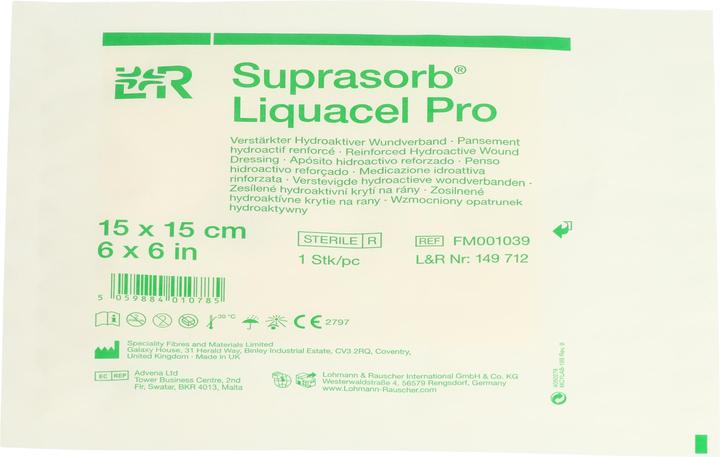 L&R
Suprasorb®
Liquacel Pro
Verstärkter Hydroaktiver Wundverband · Pansement
hydroactif renforcé · Reinforced Hydroactive Wound
Dressing · Apósito hidroactivo reforzado · Penso
hidroactivo reforçado · Medicazione idroattiva
rinforzata · Verstevigde hydroactieve wondverbanden ·
Zesílené hydroaktivní krytí na rány · Zosilnené
hydroaktívne krytie na rany · Wzmocniony opatrunek
hydroaktywny
15 x 15 cm
6 x 6 in
STERILE R
1 Stk/pc
REF FM001039
L&R Nr: 149 712
5 059884 010785
30 °C
CE 2797
Speciality Fibres and Materials Limited
Galaxy House, 31 Herald Way, Binley Industrial Estate, CV3 2RQ, Coventry,
United Kingdom · Made in UK
EC REP
Advena Ltd
Tower Business Centre, 2nd
Flr, Swatar, BKR 4013, Malta
Lohmann & Rauscher International GmbH & Co. KG
Westerwaldstraße 4, 56579 Rengsdorf, Germany
www.Lohmann-Rauscher.com